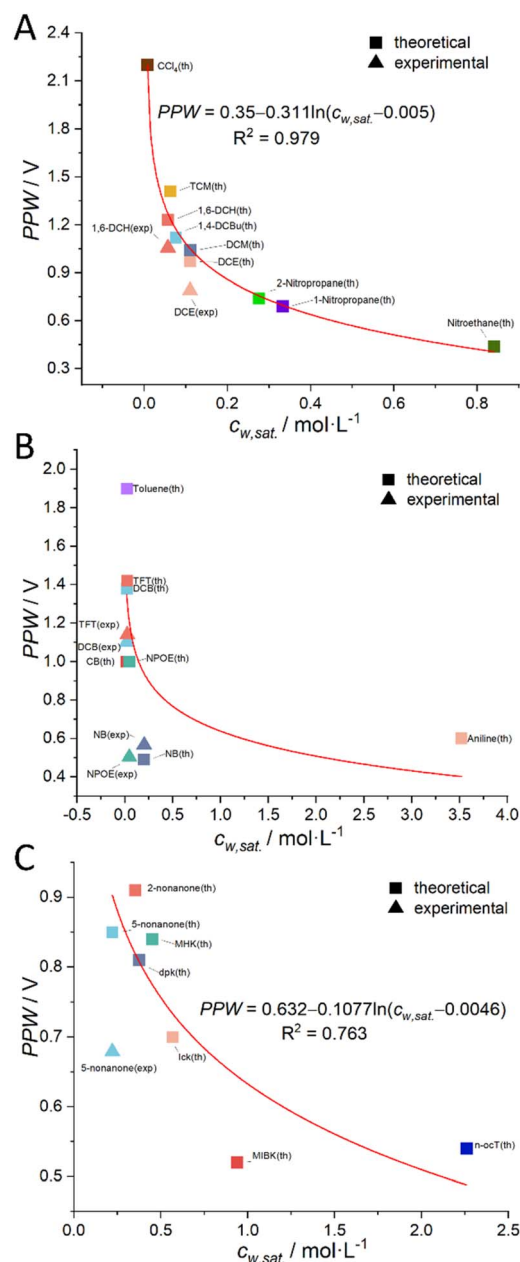 A
2.4
2.1
1.8
1.5
1.2
0.9
0.6
0.3
PPW / V
theoretical
experimental
CCl₄(th)
PPW = 0.35–0.311ln(c_w,sat.–0.005)
R² = 0.979
TCM(th)
1,6-DCH(th)
1,6-DCH(exp)
1,4-DCBu(th)
DCM(th)
DCE(th)
DCE(exp)
2-Nitropropane(th)
1-Nitropropane(th)
Nitroethane(th)
0.0 0.2 0.4 0.6 0.8
c_w,sat. / mol·L⁻¹
B
2.0
1.8
1.6
1.4
1.2
1.0
0.8
0.6
0.4
PPW / V
theoretical
experimental
Toluene(th)
TFT(th)
DCB(th)
TFT(exp)
DCB(exp)
CB(th)
NPOE(th)
NB(exp)
NB(th)
NPOE(exp)
Aniline(th)
-0.5 0.0 0.5 1.0 1.5 2.0 2.5 3.0 3.5 4.0
c_w,sat. / mol·L⁻¹
C
0.9
0.8
0.7
0.6
0.5
PPW / V
theoretical
experimental
2-nonanone(th)
5-nonanone(th)
MHK(th)
dpk(th)
PPW = 0.632–0.1077ln(c_w,sat.–0.0046)
R² = 0.763
5-nonanone(exp)
MIBK(th)
n-ocT(th)
0.0 0.5 1.0 1.5 2.0 2.5
c_w,sat. / mol·L⁻¹